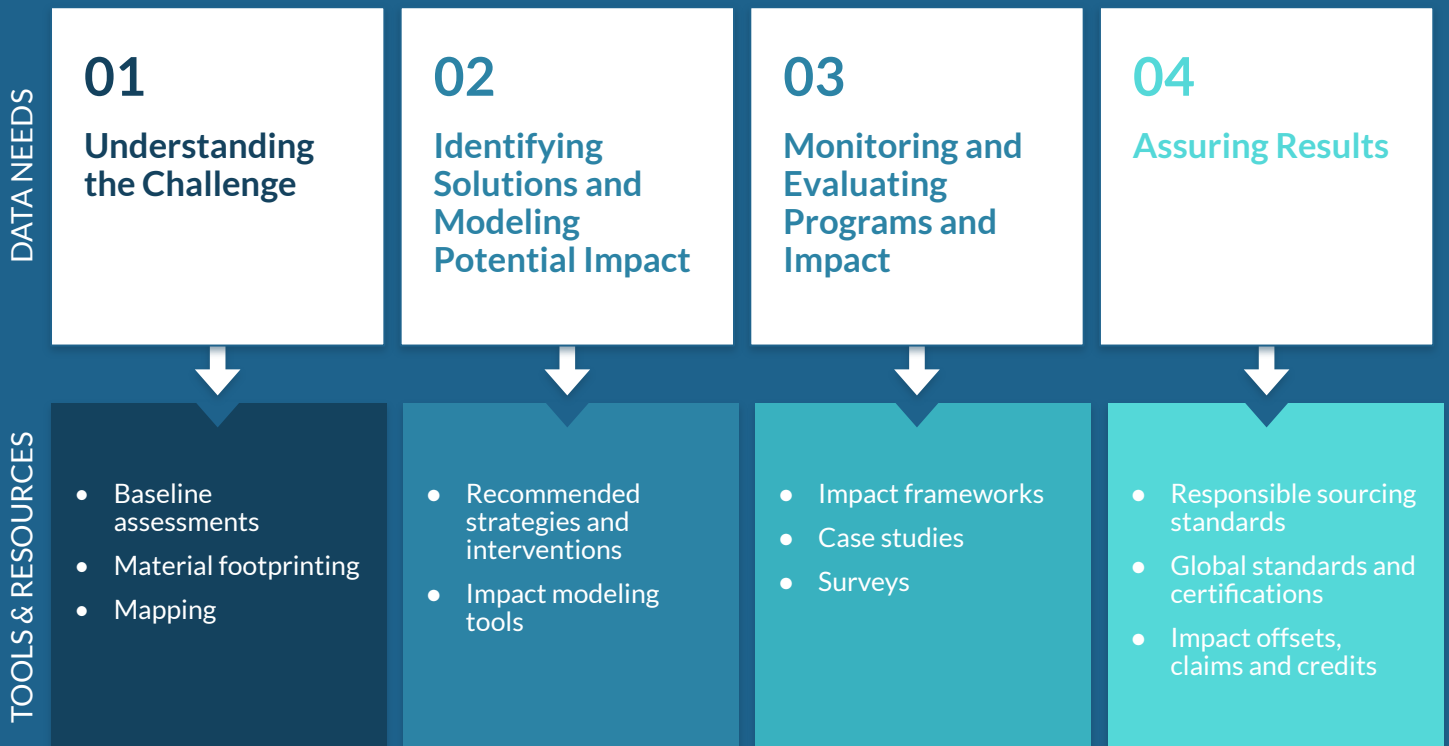 DATA NEEDS
01
Understanding
the Challenge
02
Identifying
Solutions and
Modeling
Potential Impact
03
Monitoring and
Evaluating
Programs and
Impact
04
Assuring Results
TOOLS & RESOURCES
● Baseline
assessments
● Material footprinting
● Mapping
● Recommended
strategies and
interventions
● Impact modeling
tools
● Impact frameworks
● Case studies
● Surveys
● Responsible sourcing
standards
● Global standards and
certifications
● Impact offsets,
claims and credits